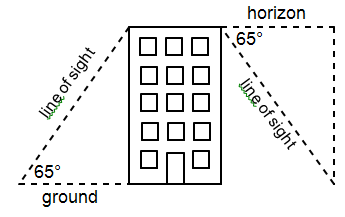 horizon
65°
line of sight
line of sight
65°
ground